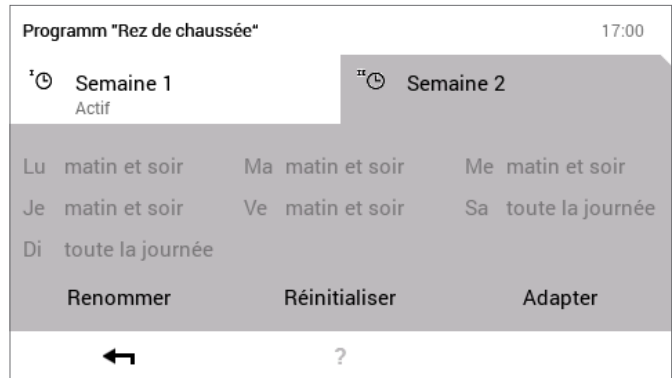 Programm "Rez de chaussée“ 17:00
I Semaine 1 II Semaine 2
Actif
Lu matin et soir Ma matin et soir Me matin et soir
Je matin et soir Ve matin et soir Sa toute la journée
Di toute la journée
Renommer Réinitialiser Adapter
?